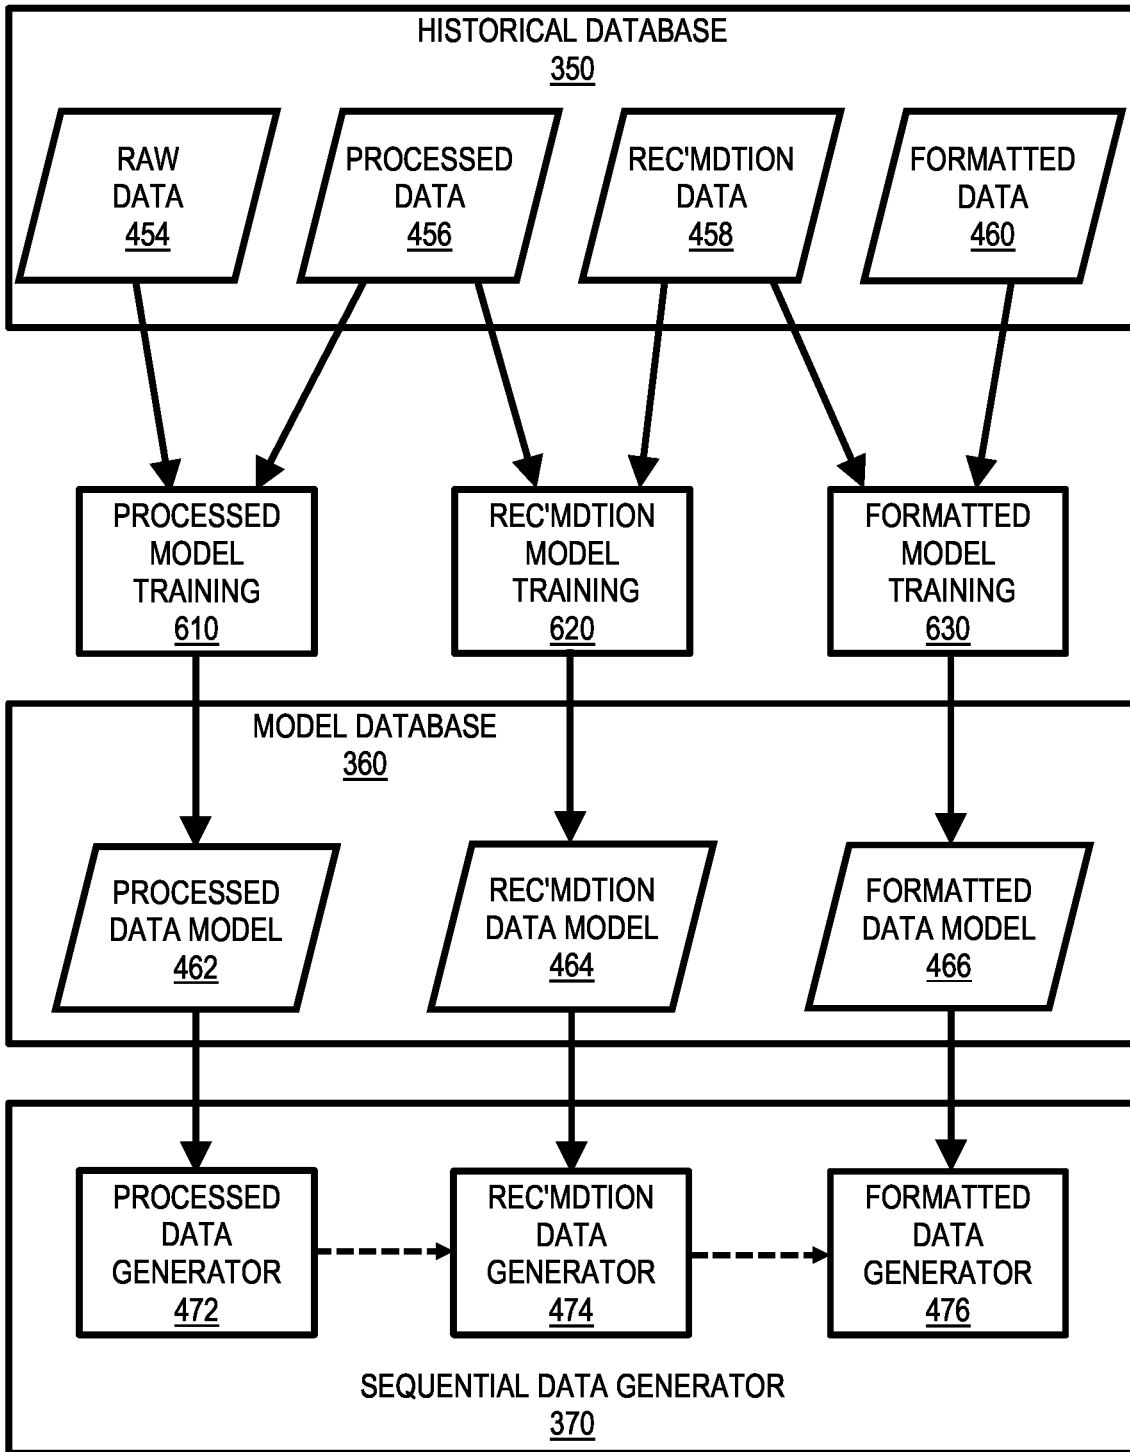 HISTORICAL DATABASE
350
RAW
DATA
454
PROCESSED
DATA
456
REC'MDTION
DATA
458
FORMATTED
DATA
460
PROCESSED
MODEL
TRAINING
610
REC'MDTION
MODEL
TRAINING
620
FORMATTED
MODEL
TRAINING
630
MODEL DATABASE
360
PROCESSED
DATA MODEL
462
REC'MDTION
DATA MODEL
464
FORMATTED
DATA MODEL
466
PROCESSED
DATA
GENERATOR
472
REC'MDTION
DATA
GENERATOR
474
FORMATTED
DATA
GENERATOR
476
SEQUENTIAL DATA GENERATOR
370